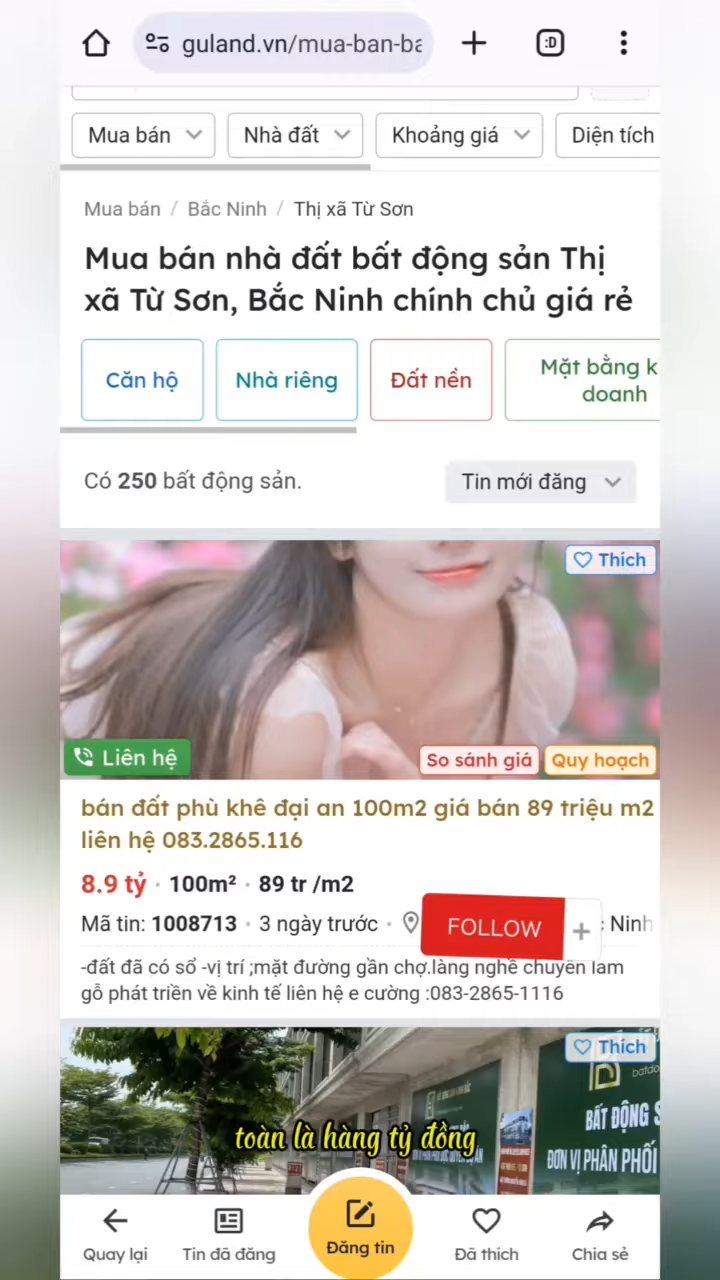 guland.vn/mua-ban-ba
:D
Mua bán
Nhà đất
Khoảng giá
Diện tích
Mua bán / Bắc Ninh / Thị xã Từ Sơn
Mua bán nhà đất bất động sản Thị
xã Từ Sơn, Bắc Ninh chính chủ giá rẻ
Căn hộ
Nhà riêng
Đất nền
Mặt bằng k
doanh
Có 250 bất động sản.
Tin mới đăng
Thích
Liên hệ
So sánh giá
Quy hoạch
bán đất phù khê đại an 100m2 giá bán 89 triệu m2
liên hệ 083.2865.116
8.9 tỷ · 100m² · 89 tr /m2
Mã tin: 1008713 · 3 ngày trước ·
Ninh
FOLLOW +
-đất đã có sổ -vị trí ;mặt đường gần chợ.làng nghề chuyên lam
gỗ phát triền về kinh tế liên hệ e cường :083-2865-1116
Thích
batdo
BẤT ĐỘNG S
ĐƠN VỊ PHÂN PHỐI
toàn là hàng tỷ đồng
Quay lại
Tin đã đăng
Đăng tin
Đã thích
Chia sẻ